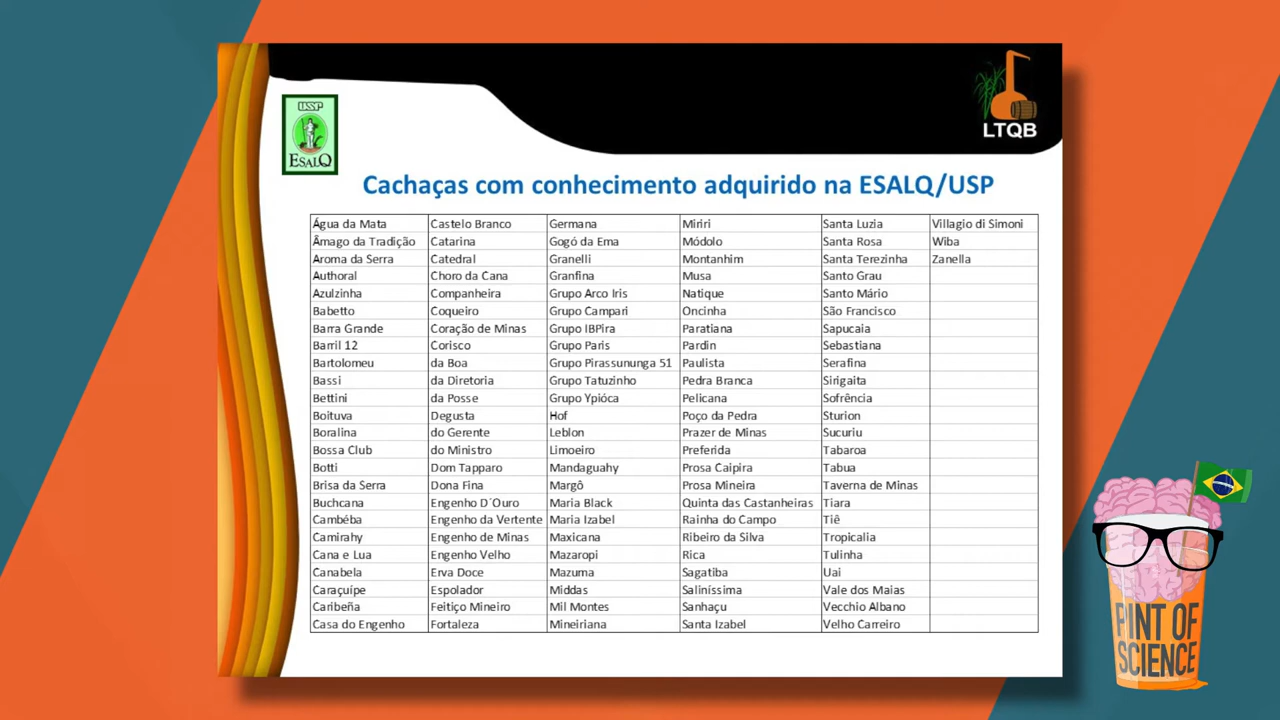 LTQB
USP
ESALQ
Cachaças com conhecimento adquirido na ESALQ/USP
Água da Mata Castelo Branco Germana Miriri Santa Luzia Villagio di Simoni
Âmago da Tradição Catarina Gogó da Ema Módolo Santa Rosa Wiba
Aroma da Serra Catedral Granelli Montanhim Santa Terezinha Zanella
Authoral Choro da Cana Granfina Musa Santo Grau
Azulzinha Companheira Grupo Arco Iris Natique Santo Mário
Babetto Coqueiro Grupo Campari Oncinha São Francisco
Barra Grande Coração de Minas Grupo IBPira Paratiana Sapucaia
Barril 12 Corisco Grupo Paris Pardin Sebastiana
Bartolomeu da Boa Grupo Pirassununga 51 Paulista Serafina
Bassi da Diretoria Grupo Tatuzinho Pedra Branca Sirigaita
Bettini da Posse Grupo Ypióca Pelicana Sofrência
Boituva Degusta Hof Poço da Pedra Sturion
Boralina do Gerente Leblon Prazer de Minas Sucuriu
Bossa Club do Ministro Limoeiro Preferida Tabaroa
Botti Dom Tapparo Mandaguahy Prosa Caipira Tabua
Brisa da Serra Dona Fina Margô Prosa Mineira Taverna de Minas
Buchcana Engenho D´Ouro Maria Black Quinta das Castanheiras Tiara
Cambéba Engenho da Vertente Maria Izabel Rainha do Campo Tiê
Camirahy Engenho de Minas Maxicana Ribeiro da Silva Tropicalia
Cana e Lua Engenho Velho Mazaropi Rica Tulinha
Canabela Erva Doce Mazuma Sagatiba Uai
Caraçuípe Espolador Middas Saliníssima Vale dos Maias
Caribeña Feitiço Mineiro Mil Montes Sanhaçu Vecchio Albano
Casa do Engenho Fortaleza Mineiriana Santa Izabel Velho Carreiro
PINT OF
SCIENCE